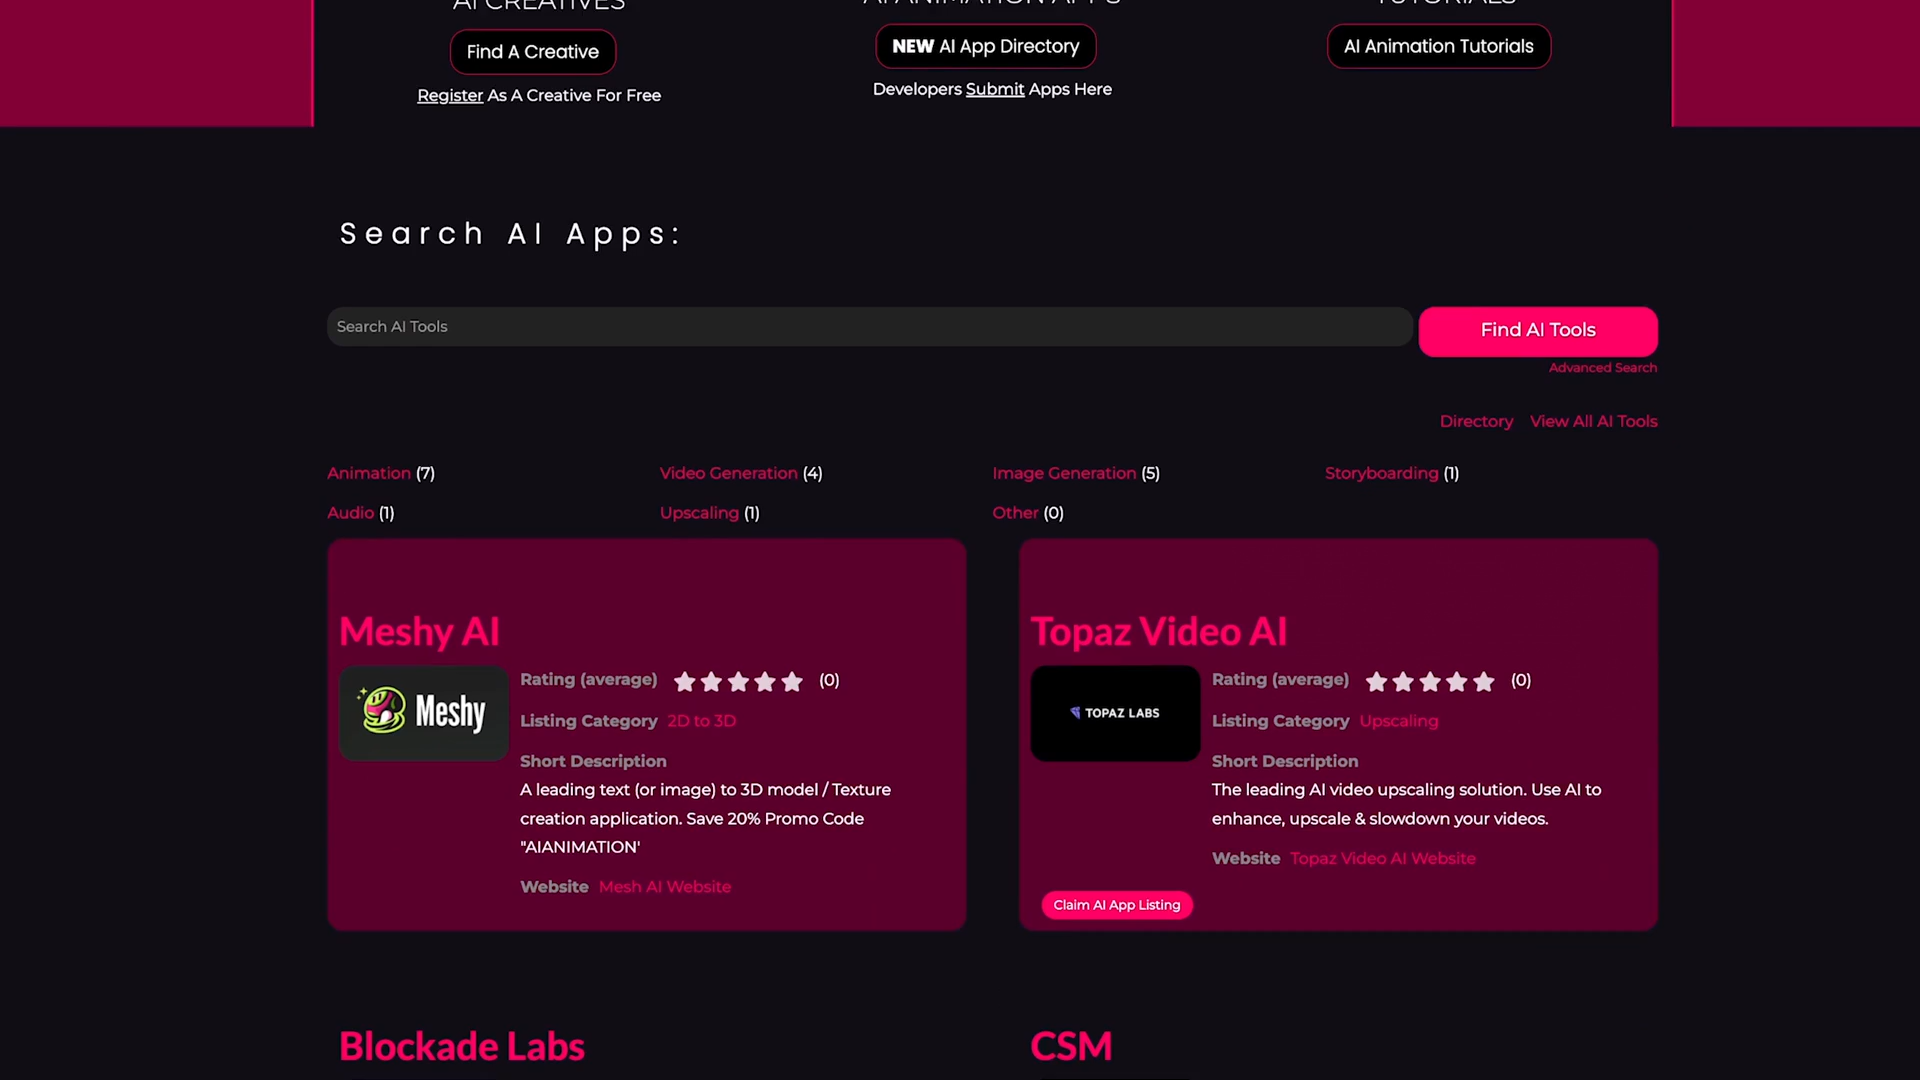 AI CREATIVES
AI ANIMATION APPS
TUTORIALS
Find A Creative
NEW AI App Directory
AI Animation Tutorials
Register As A Creative For Free
Developers Submit Apps Here
Search AI Apps:
Search AI Tools
Find AI Tools
Advanced Search
Directory View All AI Tools
Animation (7)
Video Generation (4)
Image Generation (5)
Storyboarding (1)
Audio (1)
Upscaling (1)
Other (0)
Meshy AI
Meshy
Rating (average) (0)
Listing Category 2D to 3D
Short Description
A leading text (or image) to 3D model / Texture
creation application. Save 20% Promo Code
"AIANIMATION'
Website Mesh AI Website
Topaz Video AI
TOPAZ LABS
Rating (average) (0)
Listing Category Upscaling
Short Description
The leading AI video upscaling solution. Use AI to
enhance, upscale & slowdown your videos.
Website Topaz Video AI Website
Claim AI App Listing
Blockade Labs
CSM